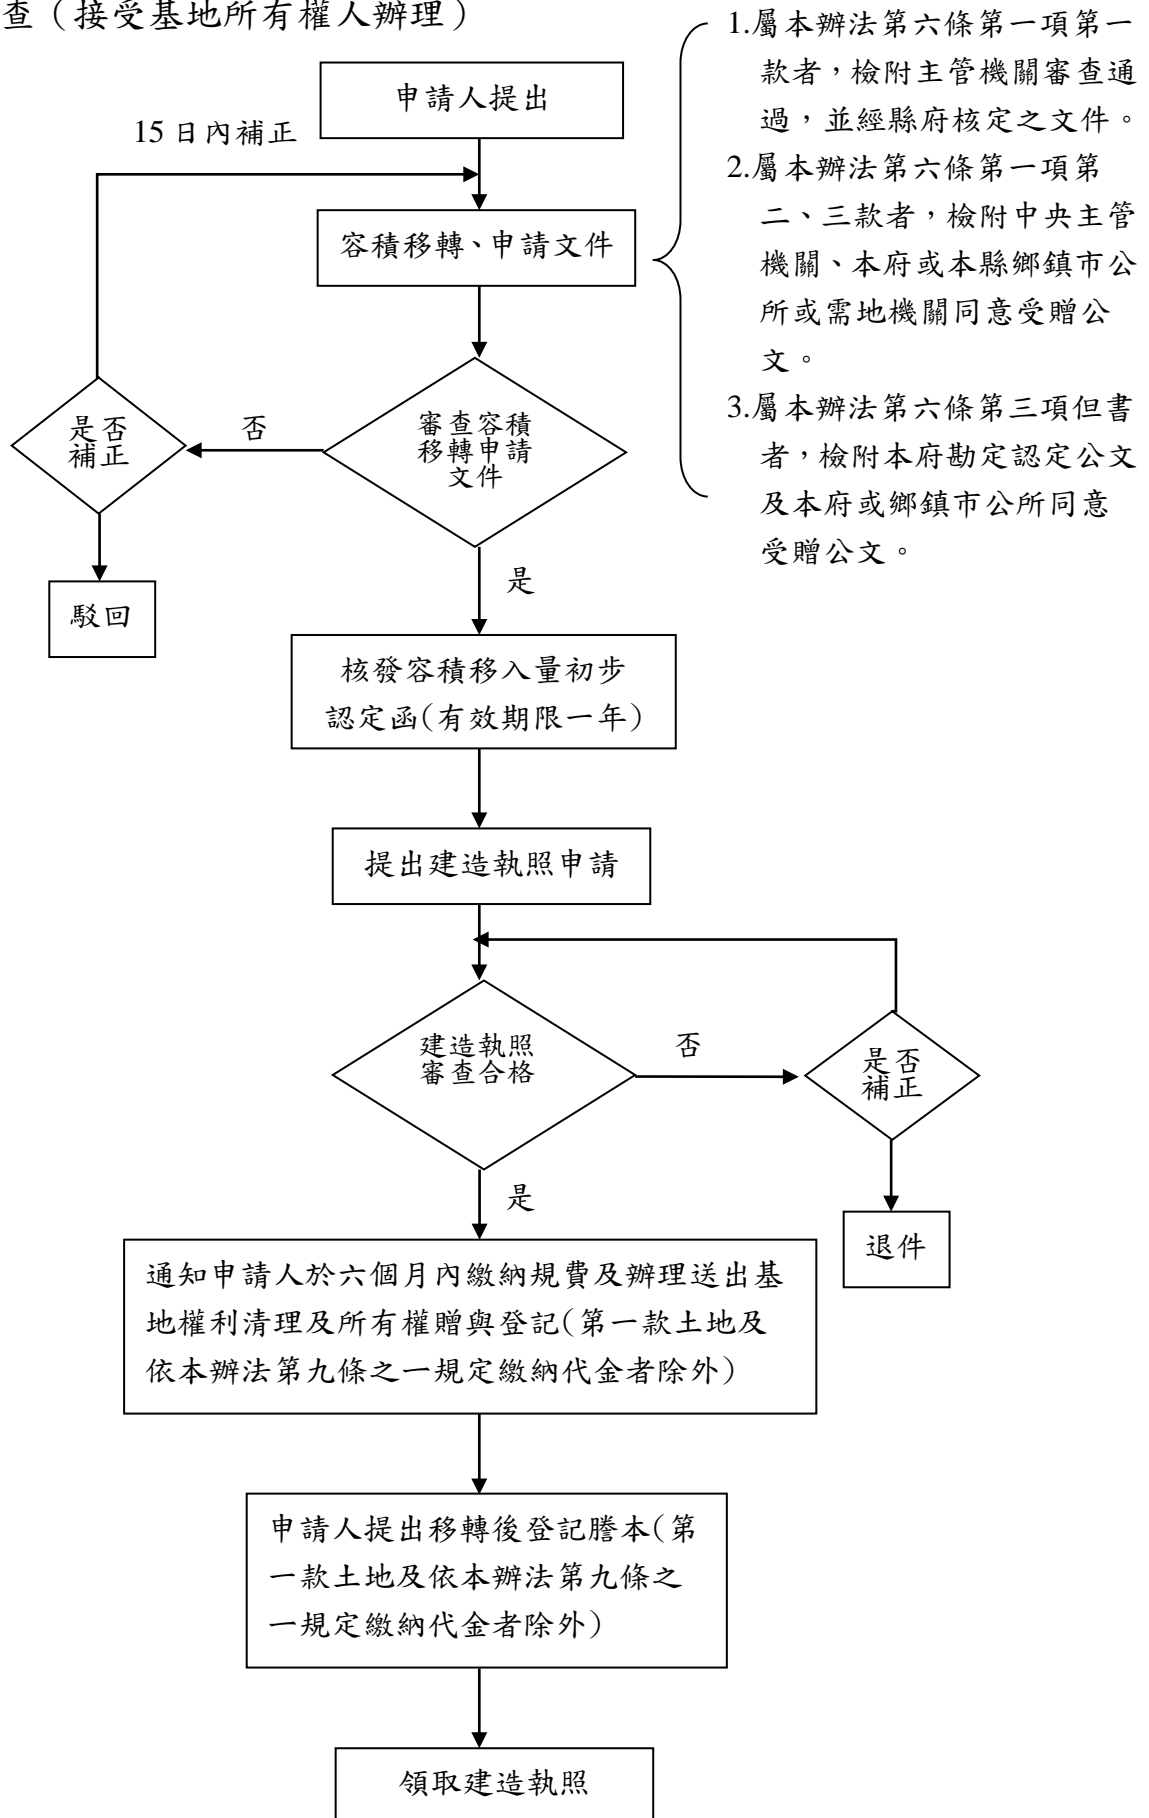 查（接受基地所有權人辦理）
申請人提出
15 日內補正
容積移轉、申請文件
1.屬本辦法第六條第一項第一
款者，檢附主管機關審查通
過，並經縣府核定之文件。
2.屬本辦法第六條第一項第
二、三款者，檢附中央主管
機關、本府或本縣鄉鎮市公
所或需地機關同意受贈公
文。
3.屬本辦法第六條第三項但書
者，檢附本府勘定認定公文
及本府或鄉鎮市公所同意
受贈公文。
審查容積
移轉申請
文件
否
是否
補正
駁回
是
核發容積移入量初步
認定函(有效期限一年)
提出建造執照申請
建造執照
審查合格
否
是否
補正
退件
是
通知申請人於六個月內繳納規費及辦理送出基
地權利清理及所有權贈與登記(第一款土地及
依本辦法第九條之一規定繳納代金者除外)
申請人提出移轉後登記謄本(第
一款土地及依本辦法第九條之
一規定繳納代金者除外)
領取建造執照